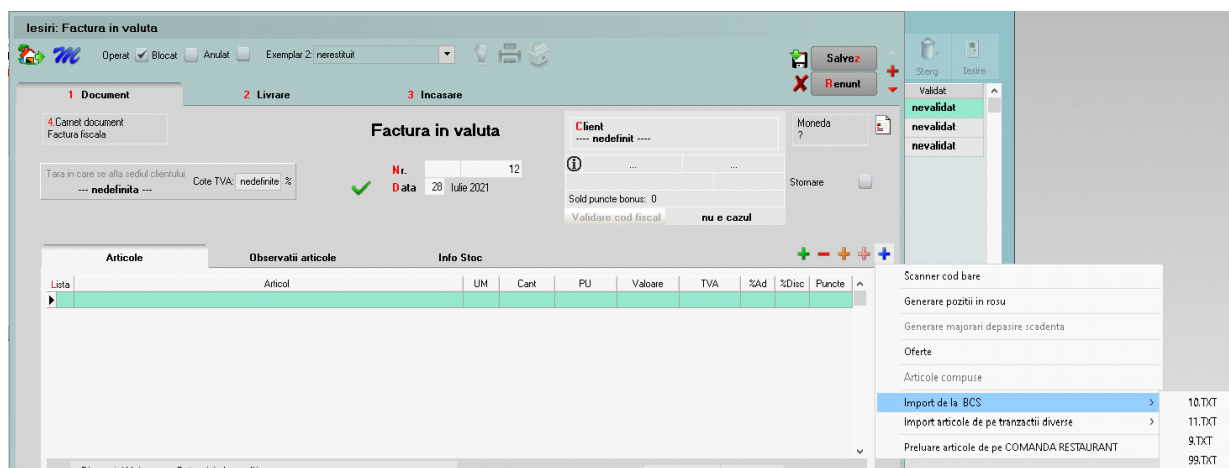 Iesiri: Factura in valuta
Operat Blocat Anulat Exemplar 2: nerestituit
Salvez
Renunt
Sterg Iesire
1 Document 2 Livrare 3 Incasare
Validat
nevalidat
nevalidat
nevalidat
4.Carnet document
Factura fiscala
Factura in valuta
Client
---- nedefinit ----
Moneda
?
Tara in care se afla sediul clientului
--- nedefinita ---
Cote TVA: nedefinite %
Nr. 12
Data 28 Iulie 2021
... ...
Stornare
Sold puncte bonus: 0
Validare cod fiscal nu e cazul
Articole Observatii articole Info Stoc
Lista Articol UM Cant PU Valoare TVA %Ad %Disc Puncte
Scanner cod bare
Generare pozitii in rosu
Generare majorari depasire scadenta
Oferte
Articole compuse
Import de la BCS
Import articole de pe tranzactii diverse
Preluare articole de pe COMANDA RESTAURANT
10.TXT
11.TXT
9.TXT
99.TXT